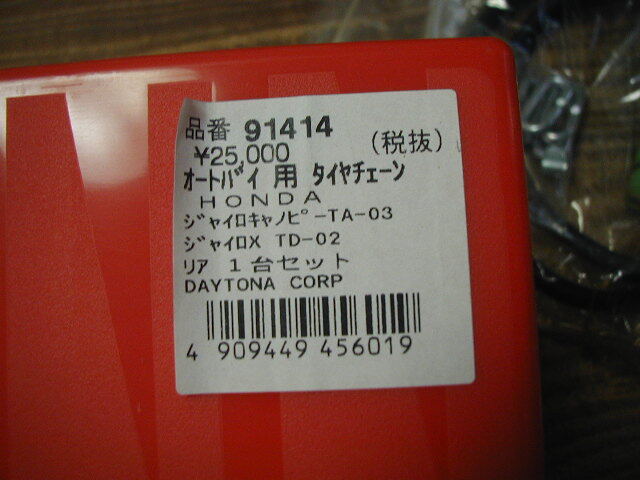 品番 91414
¥25,000 (税抜)
ｵｰﾄﾊﾞｲ 用 ﾀｲﾔﾁｪｰﾝ
HONDA
ｼﾞｬｲﾛｷｬﾉﾋﾟｰTA-03
ｼﾞｬｲﾛX TD-02
ﾘｱ 1台セット
DAYTONA CORP
4 909449 456019